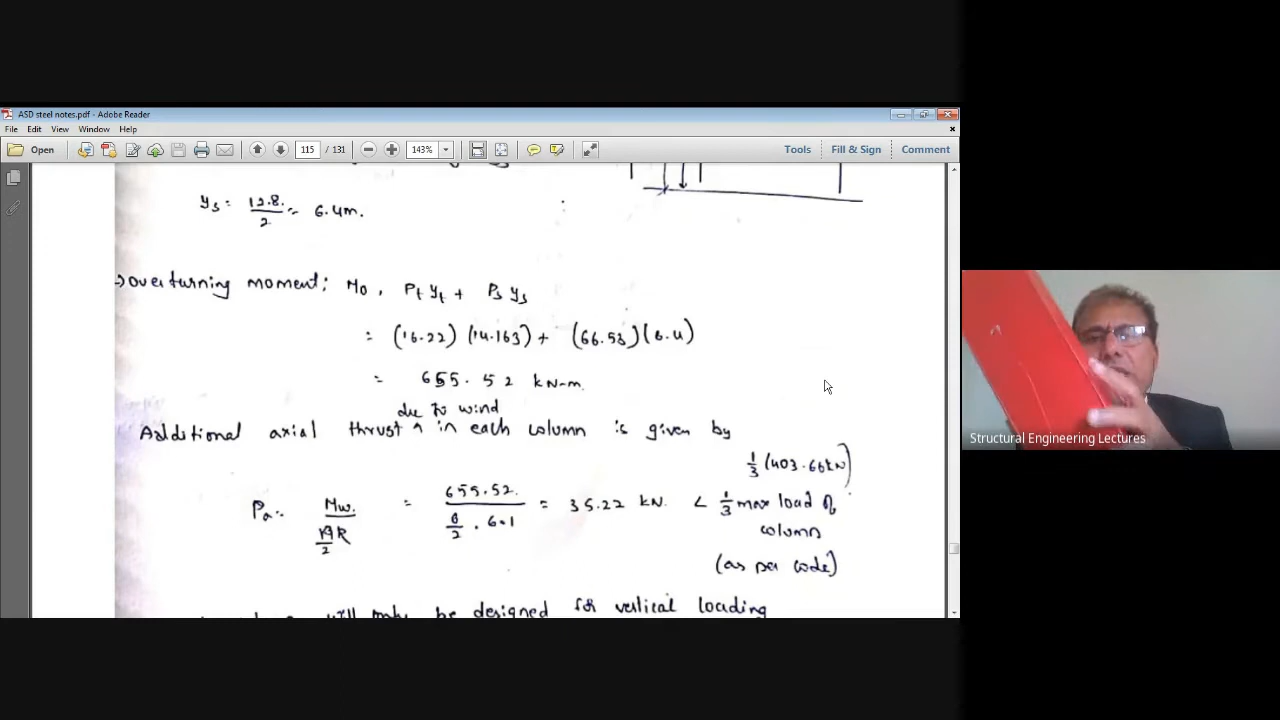 ASD steel notes.pdf - Adobe Reader
File Edit View Window Help
Open 115 / 131 143% Tools Fill & Sign Comment
ys = 12.8 / 2 = 6.4m.
→ overturning moment; Mo, Pt yt + Ps ys
= (16.22) (14.163) + (66.53) (6.4)
= 655.52 kN-m.
due to wind
Additional axial thrust ^ in each column is given by
1/3 (403.66kN)
Pa = Mw. / n/2 R = 655.52. / 6/2 . 6.1 = 35.22 kN. < 1/3 max load of
column
(as per code)
will only be designed for vertical loading
Structural Engineering Lectures